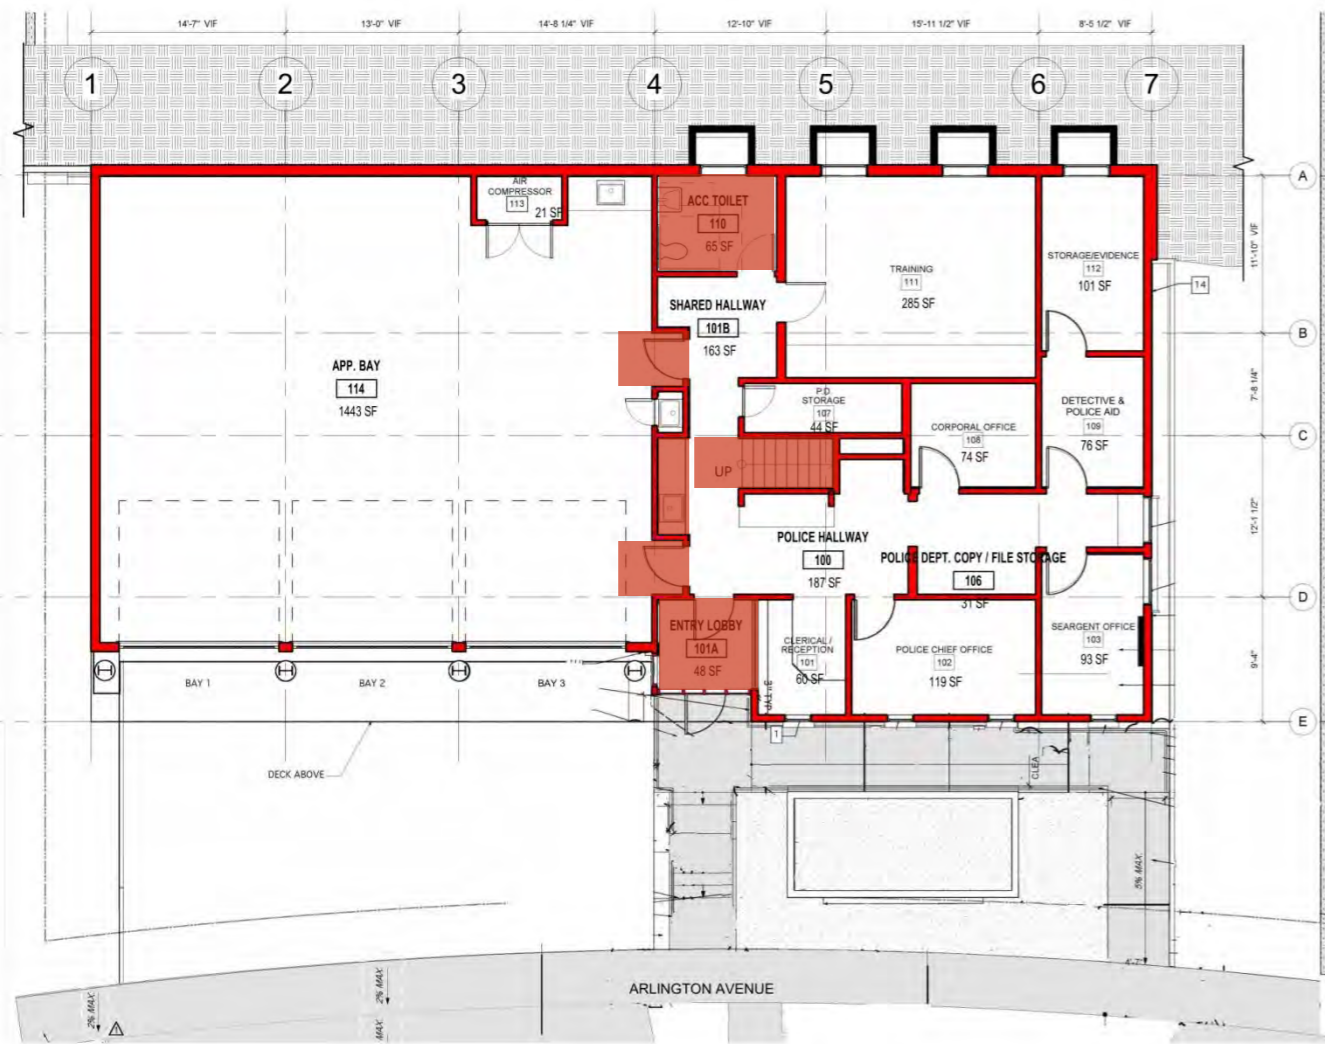 14'-7" VIF
13'-0" VIF
14'-8 1/4" VIF
12'-10" VIF
15'-11 1/2" VIF
8'-5 1/2" VIF
1
2
3
4
5
6
7
A
B
C
D
E
11'-10" VIF
7'-8 1/4"
12'-1 1/2"
9'-4"
AIR
COMPRESSOR
113
21 SF
ACC TOILET
110
65 SF
TRAINING
111
285 SF
STORAGE/EVIDENCE
112
101 SF
14
SHARED HALLWAY
101B
163 SF
APP. BAY
114
1443 SF
P.D.
STORAGE
107
44 SF
CORPORAL OFFICE
108
74 SF
DETECTIVE &
POLICE AID
109
76 SF
UP
POLICE HALLWAY
100
187 SF
POLICE DEPT. COPY / FILE STORAGE
106
31 SF
ENTRY LOBBY
101A
48 SF
CLERICAL /
RECEPTION
101
60 SF
POLICE CHIEF OFFICE
102
119 SF
SEARGENT OFFICE
103
93 SF
BAY 1
BAY 2
BAY 3
1
DECK ABOVE
CLEA
5% MAX.
ARLINGTON AVENUE
2% MAX.
2% MAX.
MAX.
1